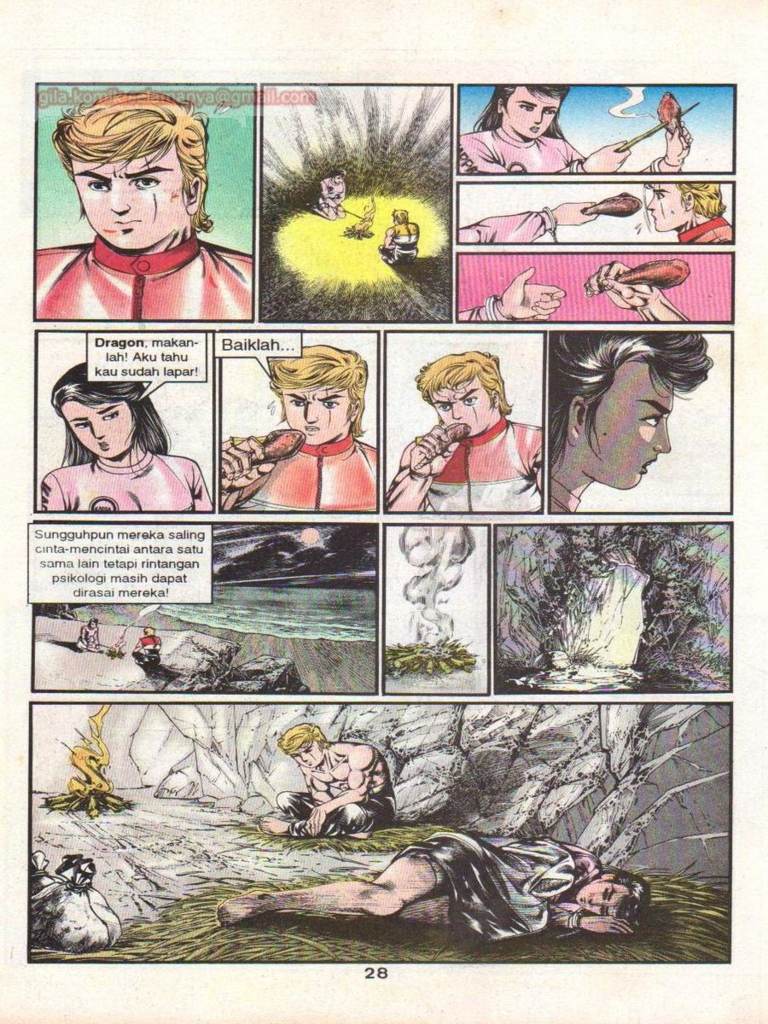 Dragon, makan-
lah! Aku tahu
kau sudah lapar!
Baiklah...
Sungguhpun mereka saling
cinta-mencintai antara satu
sama lain tetapi rintangan
psikologi masih dapat
dirasai mereka!
28